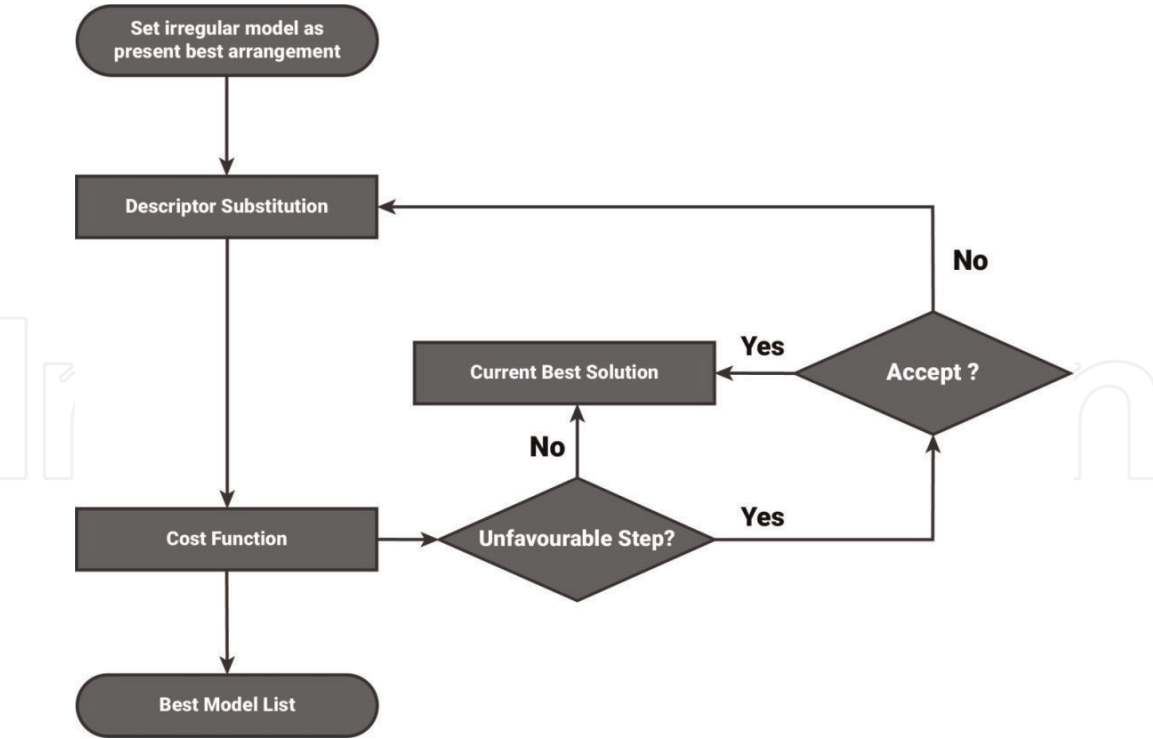 Set irregular model as
present best arrangement
Descriptor Substitution
No
Yes
Current Best Solution
Accept ?
No
Cost Function
Unfavourable Step?
Yes
Best Model List